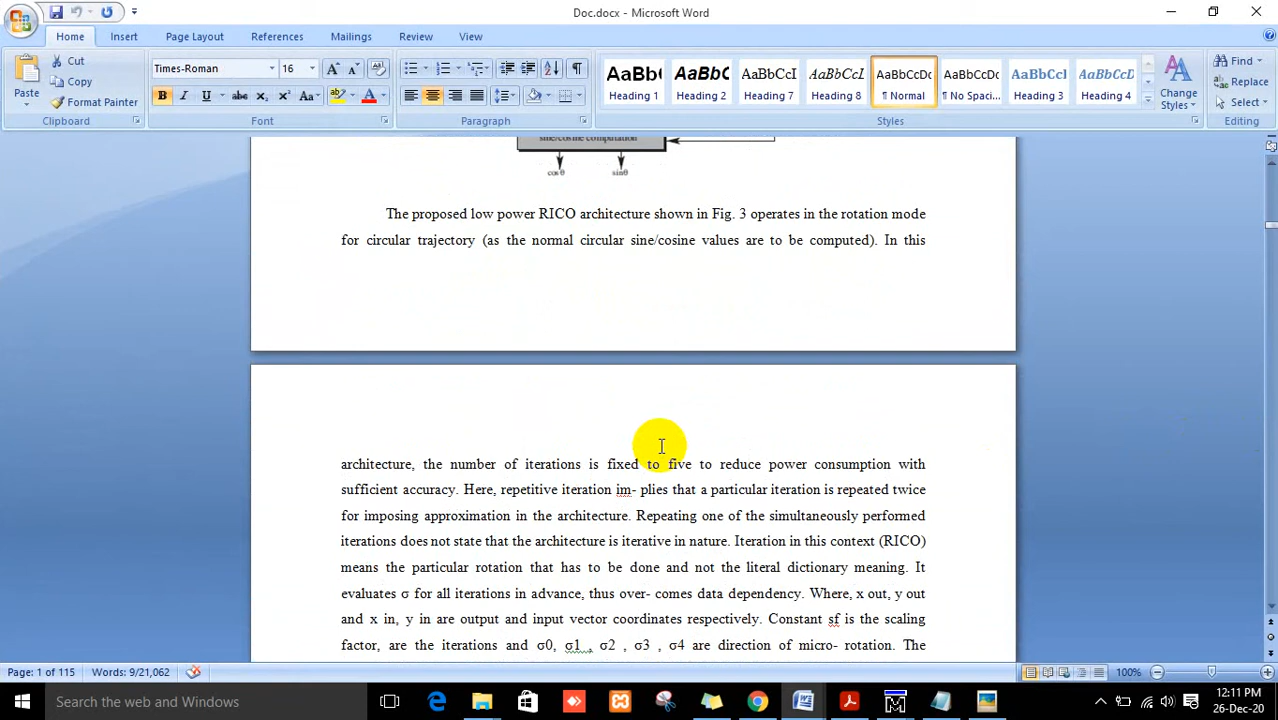 Doc.docx - Microsoft Word
Home Insert Page Layout References Mailings Review View
Paste
Cut
Copy
Format Painter
Clipboard
Times-Roman 16
B I U abc x₂ x² Aa
Font
Paragraph
AaBbCcI AaBbCcL AaBbCcDc AaBbCcDc AaBbCcI AaBbCcL
Heading 1 Heading 2 Heading 7 Heading 8 ¶ Normal ¶ No Spaci... Heading 3 Heading 4
Change Styles
Styles
Find
Replace
Select
Editing
sine/cosine computation
cos θ sinθ
The proposed low power RICO architecture shown in Fig. 3 operates in the rotation mode
for circular trajectory (as the normal circular sine/cosine values are to be computed). In this
architecture, the number of iterations is fixed to five to reduce power consumption with
sufficient accuracy. Here, repetitive iteration im- plies that a particular iteration is repeated twice
for imposing approximation in the architecture. Repeating one of the simultaneously performed
iterations does not state that the architecture is iterative in nature. Iteration in this context (RICO)
means the particular rotation that has to be done and not the literal dictionary meaning. It
evaluates σ for all iterations in advance, thus over- comes data dependency. Where, x out, y out
and x in, y in are output and input vector coordinates respectively. Constant sf is the scaling
factor, are the iterations and σ0, σ1 , σ2 , σ3 , σ4 are direction of micro- rotation. The
Page: 1 of 115 Words: 9/21,062 100%
Search the web and Windows
12:11 PM
26-Dec-20